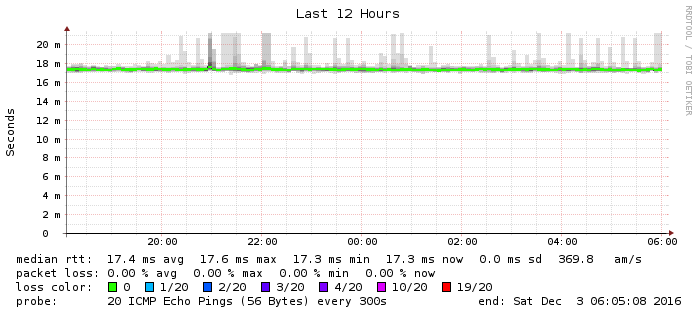 Last 12 Hours
RRDTOOL / TOBI OETIKER
Seconds
20 m
18 m
16 m
14 m
12 m
10 m
8 m
6 m
4 m
2 m
0
20:00 22:00 00:00 02:00 04:00 06:00
median rtt: 17.4 ms avg 17.6 ms max 17.3 ms min 17.3 ms now 0.0 ms sd 369.8 am/s
packet loss: 0.00 % avg 0.00 % max 0.00 % min 0.00 % now
loss color: 0 1/20 2/20 3/20 4/20 10/20 19/20
probe: 20 ICMP Echo Pings (56 Bytes) every 300s end: Sat Dec 3 06:05:08 2016